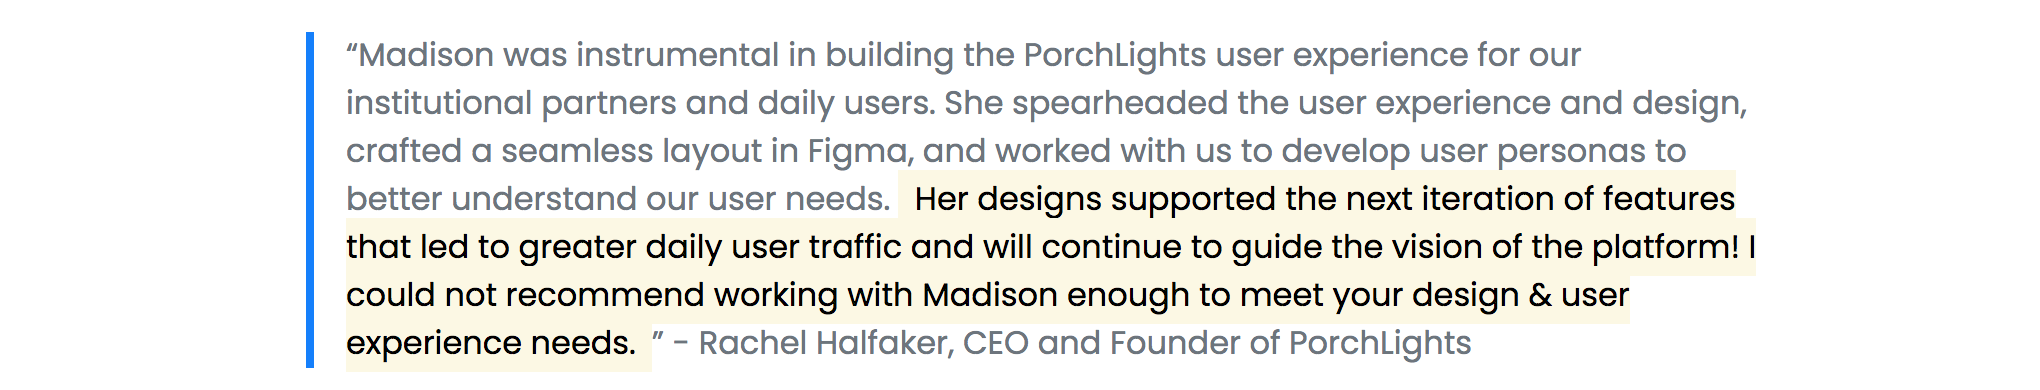 “Madison was instrumental in building the PorchLights user experience for our
institutional partners and daily users. She spearheaded the user experience and design,
crafted a seamless layout in Figma, and worked with us to develop user personas to
better understand our user needs. Her designs supported the next iteration of features
that led to greater daily user traffic and will continue to guide the vision of the platform! I
could not recommend working with Madison enough to meet your design & user
experience needs. ” - Rachel Halfaker, CEO and Founder of PorchLights